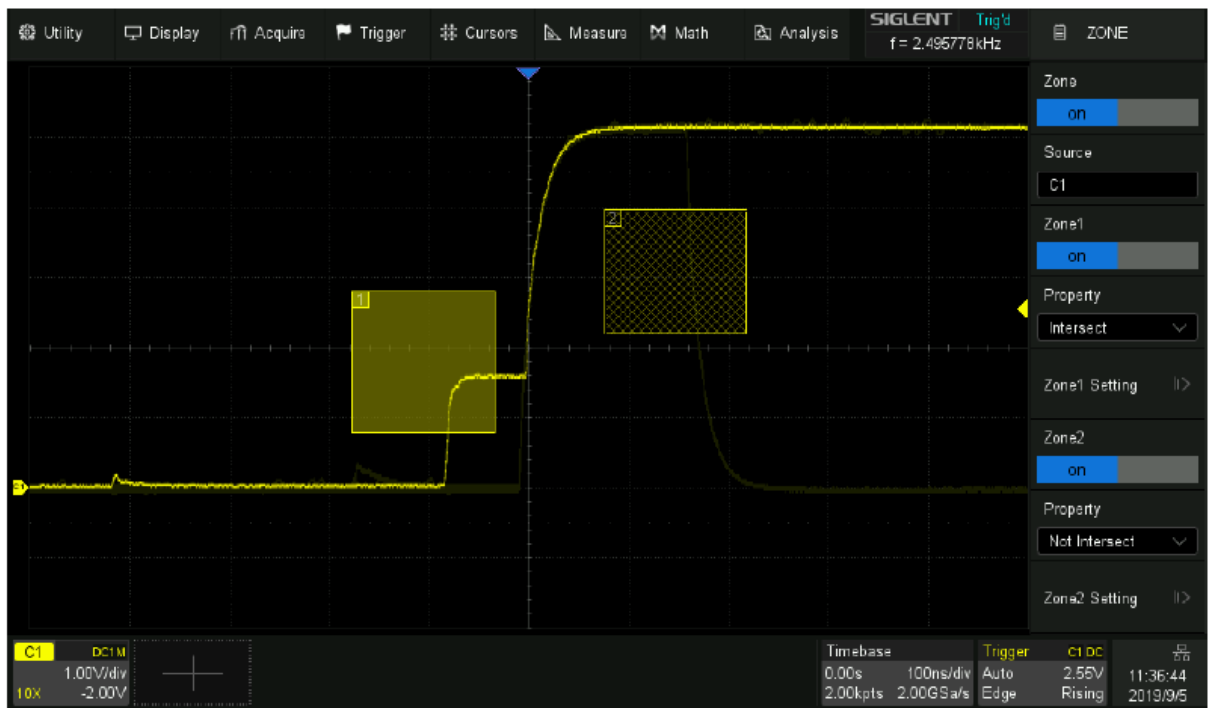 Utility Display Acquire Trigger Cursors Measure Math Analysis
SIGLENT Trig'd
f = 2.495778kHz
ZONE
Zone
on
Source
C1
Zone1
on
Property
Intersect
Zone1 Setting
Zone2
on
Property
Not Intersect
Zone2 Setting
1
2
C1
C1 DC1M
1.00V/div
10X -2.00V
Timebase
0.00s 100ns/div
2.00kpts 2.00GSa/s
Trigger C1 DC
Auto 2.55V
Edge Rising
11:36:44
2019/9/5